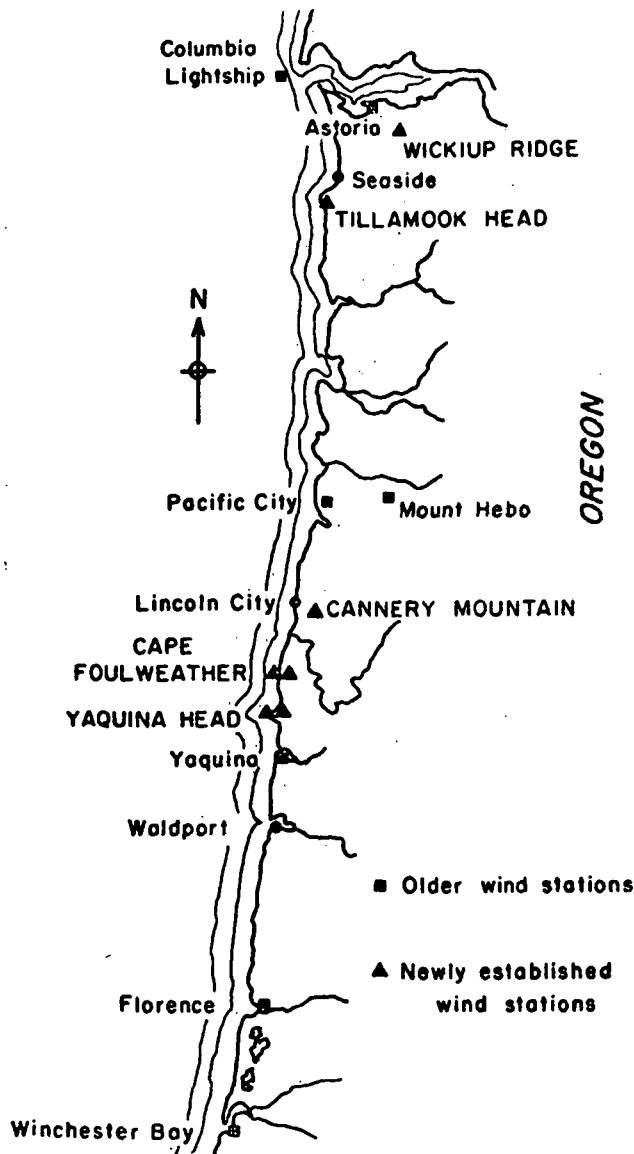 Columbia
Lightship
Astoria
WICKIUP RIDGE
Seaside
TILLAMOOK HEAD
N
OREGON
Pacific City
Mount Hebo
Lincoln City
CANNERY MOUNTAIN
CAPE
FOULWEATHER
YAQUINA HEAD
Yaquina
Waldport
Older wind stations
Newly established
wind stations
Florence
Winchester Bay